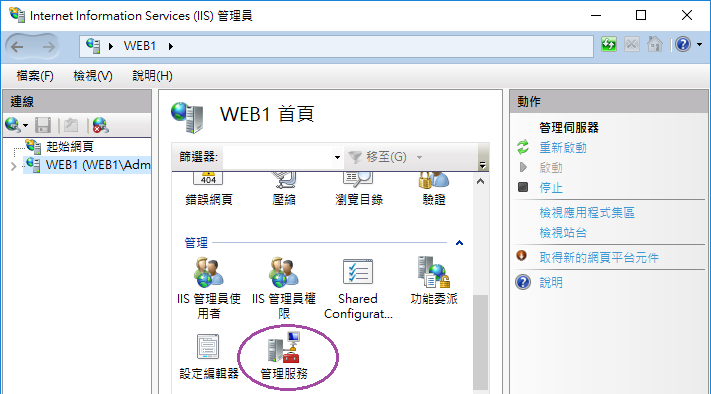 Internet Information Services (IIS) 管理員
WEB1
檔案(F) 檢視(V) 說明(H)
連線
起始網頁
WEB1 (WEB1\Adm
WEB1 首頁
篩選器: 移至(G)
404
錯誤網頁 壓縮 瀏覽目錄 驗證
管理
IIS 管理員使用者 IIS 管理員權限 Shared Configurat... 功能委派
設定編輯器 管理服務
動作
管理伺服器
重新啟動
啟動
停止
檢視應用程式集區
檢視站台
取得新的網頁平台元件
說明